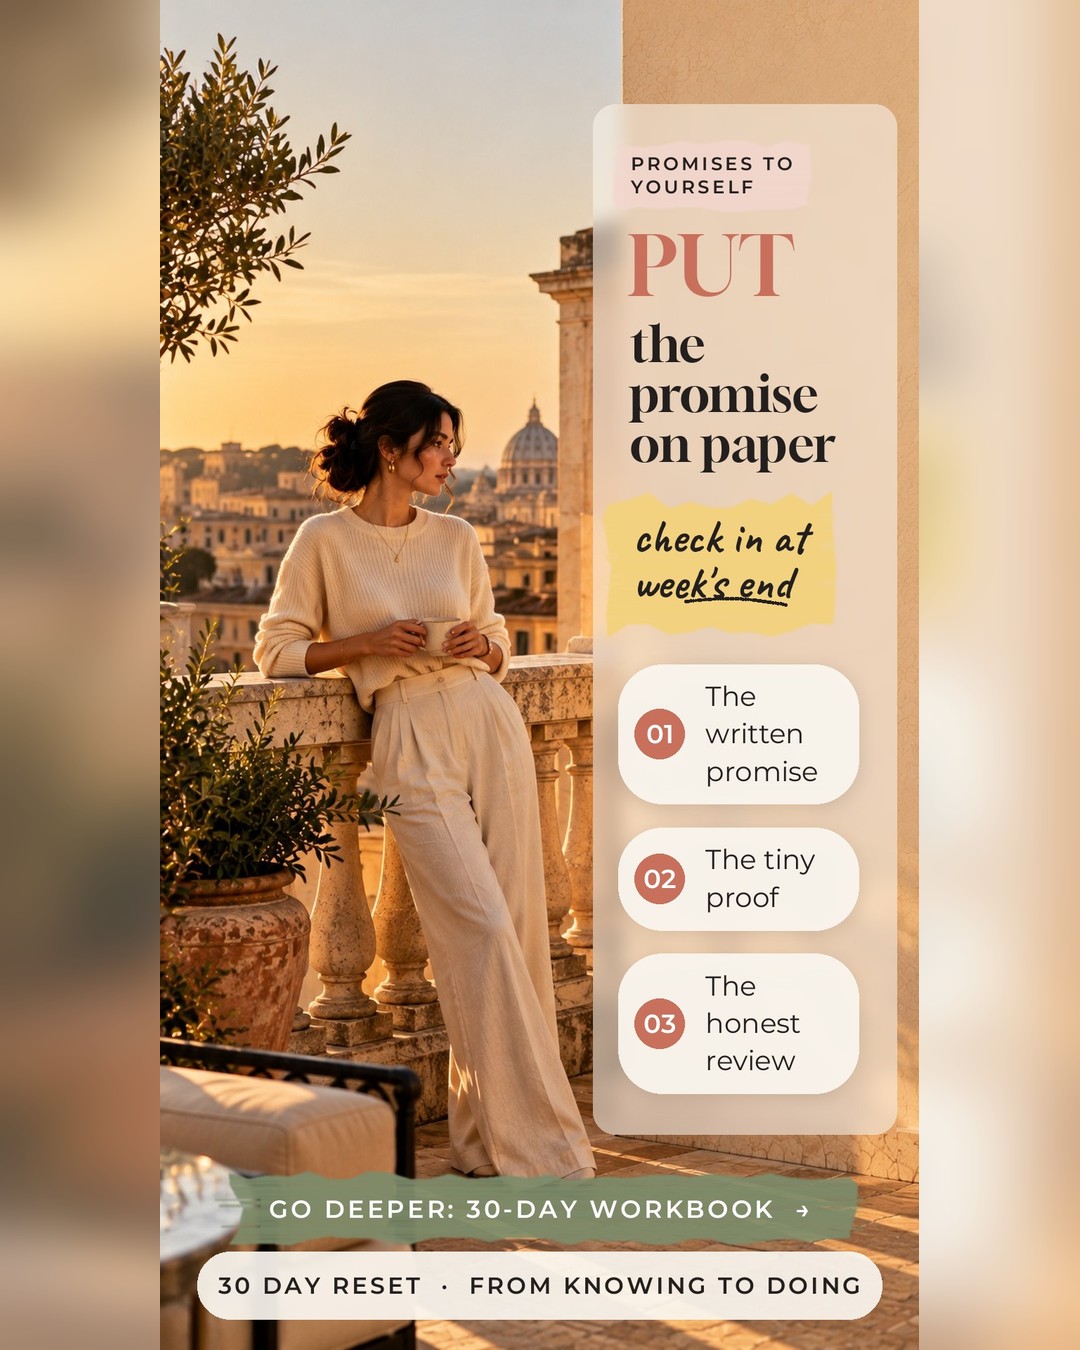 PROMISES TO
YOURSELF
PUT
the
promise
on paper
check in at
week's end
01
The
written
promise
02
The tiny
proof
03
The
honest
review
GO DEEPER: 30-DAY WORKBOOK →
30 DAY RESET · FROM KNOWING TO DOING